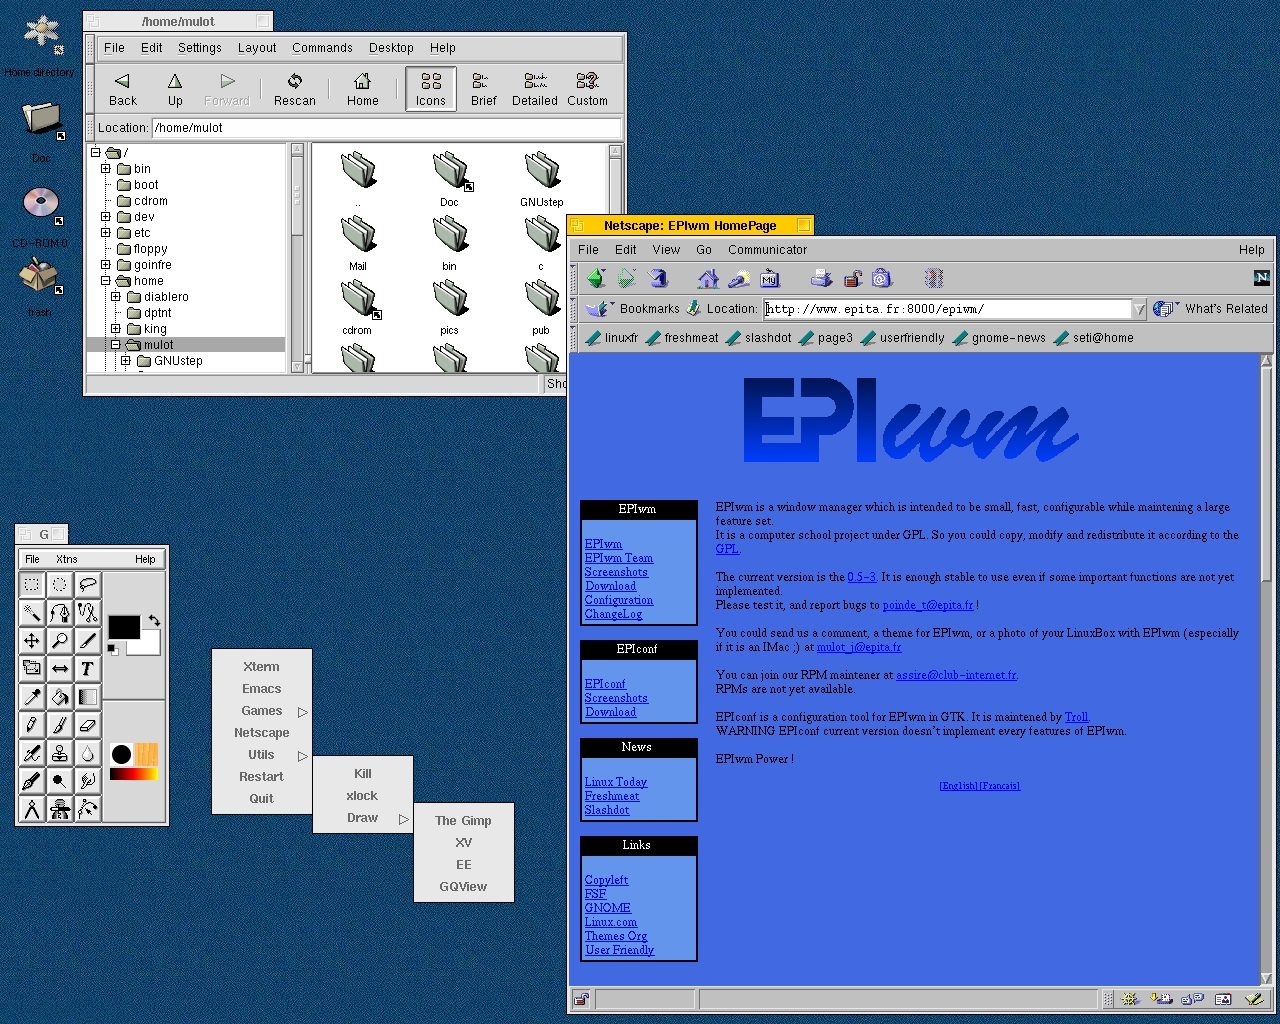 Home directory
Doc
CD-ROM 0
trash
/home/mulot
File Edit Settings Layout Commands Desktop Help
Back Up Forward Rescan Home Icons Brief Detailed Custom
Location: /home/mulot
/
bin
boot
cdrom
dev
etc
floppy
goinfre
home
diablero
dptnt
king
mulot
GNUstep
.. Doc GNUstep
Mail bin c
cdrom pics pub
Sho
Netscape: EPIwm HomePage
File Edit View Go Communicator Help
My
N
Bookmarks Location: http://www.epita.fr:8000/epiwm/ What's Related
linuxfr freshmeat slashdot page3 userfriendly gnome-news seti@home
EPIwm
EPIwm
EPIwm
EPIwm Team
Screenshots
Download
Configuration
ChangeLog
EPIconf
EPIconf
Screenshots
Download
News
Linux Today
Freshmeat
Slashdot
Links
Copyleft
FSF
GNOME
Linux.com
Themes Org
User Friendly
EPIwm is a window manager which is intended to be small, fast, configurable while maintening a large
feature set.
It is a computer school project under GPL. So you could copy, modify and redistribute it according to the
GPL.
The current version is the 0.5-3. It is enough stable to use even if some important functions are not yet
implemented.
Please test it, and report bugs to poinde_t@epita.fr !
You could send us a comment, a theme for EPIwm, or a photo of your LinuxBox with EPIwm (especially
if it is an IMac ;) at mulot_j@epita.fr
You can join our RPM maintener at assire@club-internet.fr.
RPMs are not yet available.
EPIconf is a configuration tool for EPIwm in GTK. It is maintened by Troll.
WARNING EPIconf current version doesn't implement every features of EPIwm.
EPIwm Power !
[English] [Francais]
G
File Xtns Help
T
Xterm
Emacs
Games
Netscape
Utils
Restart
Quit
Kill
xlock
Draw
The Gimp
XV
EE
GQView